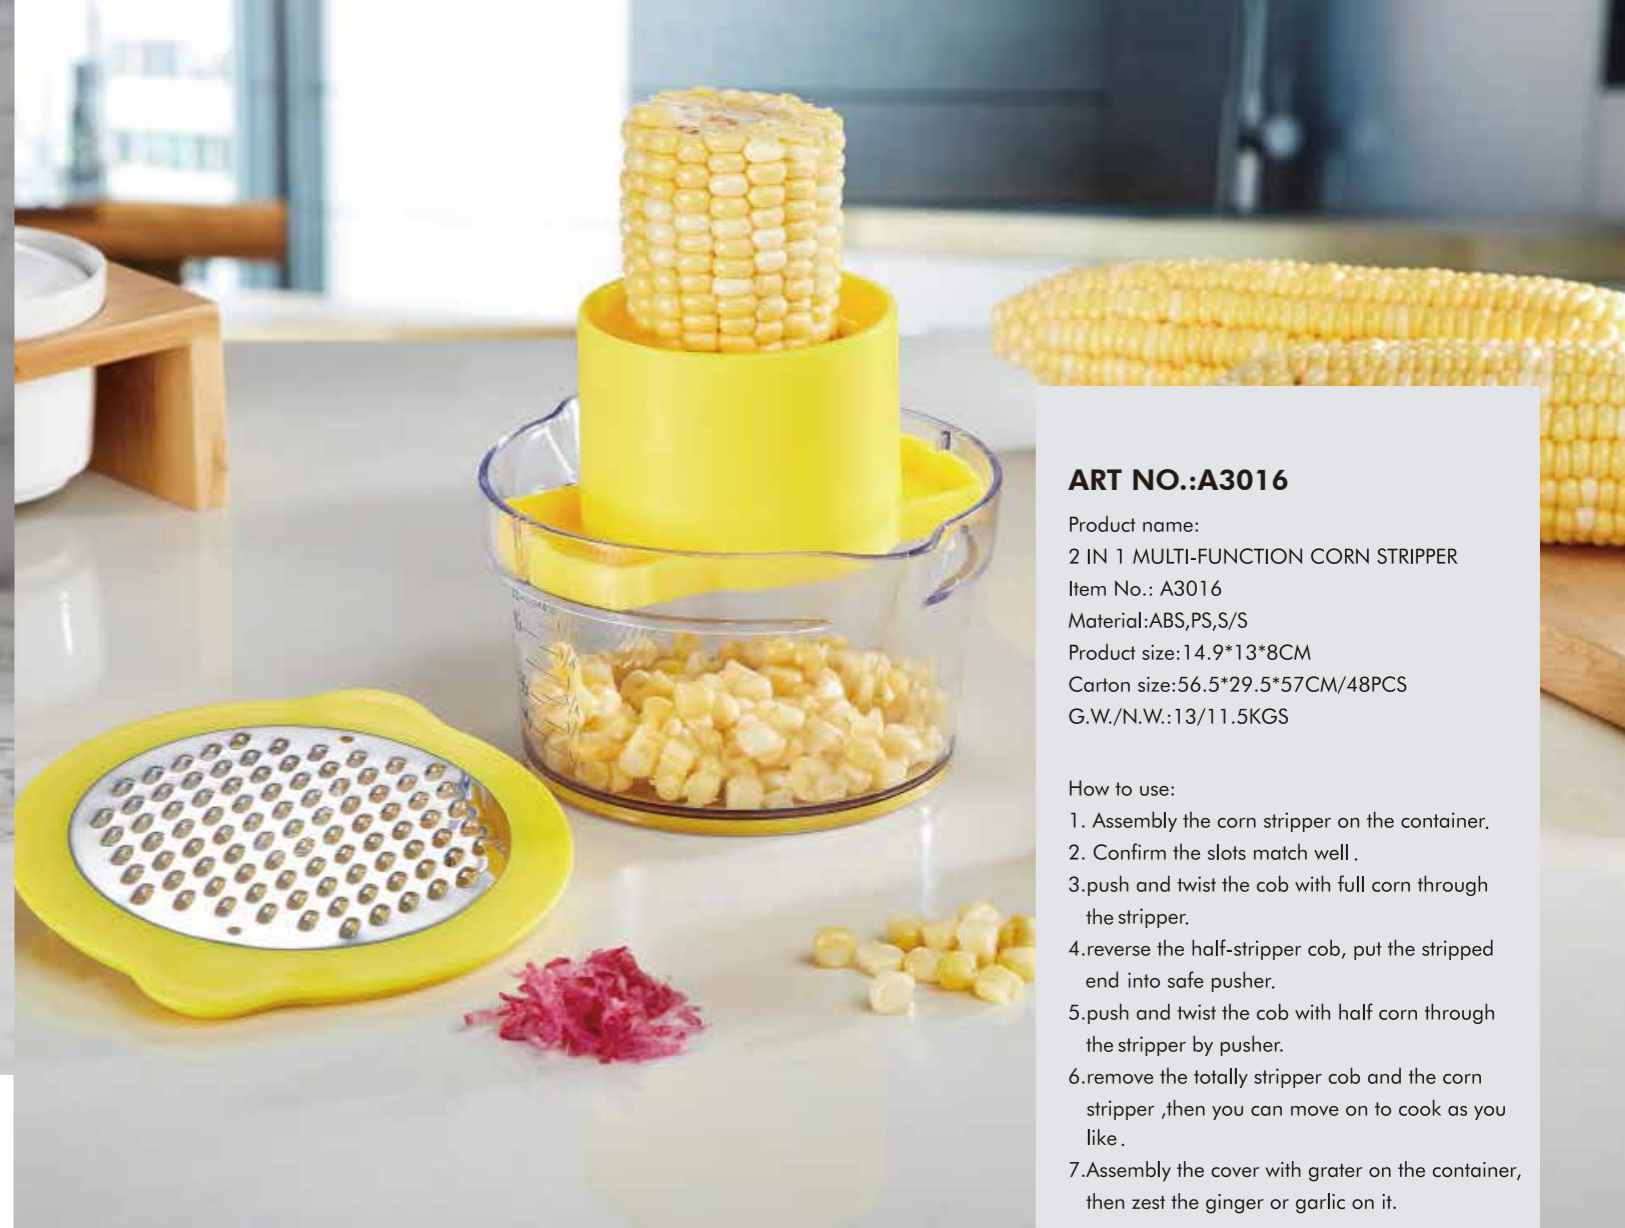 ART NO.:A3016
Product name:
2 IN 1 MULTI-FUNCTION CORN STRIPPER
Item No.: A3016
Material:ABS,PS,S/S
Product size:14.9*13*8CM
Carton size:56.5*29.5*57CM/48PCS
G.W./N.W.:13/11.5KGS
How to use:
1. Assembly the corn stripper on the container.
2. Confirm the slots match well .
3.push and twist the cob with full corn through
the stripper.
4.reverse the half-stripper cob, put the stripped
end into safe pusher.
5.push and twist the cob with half corn through
the stripper by pusher.
6.remove the totally stripper cob and the corn
stripper ,then you can move on to cook as you
like .
7.Assembly the cover with grater on the container,
then zest the ginger or garlic on it.